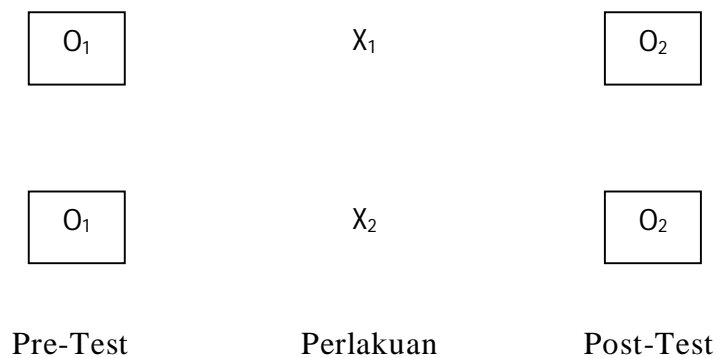 O₁ X₁ O₂
O₁ X₂ O₂
Pre-Test Perlakuan Post-Test